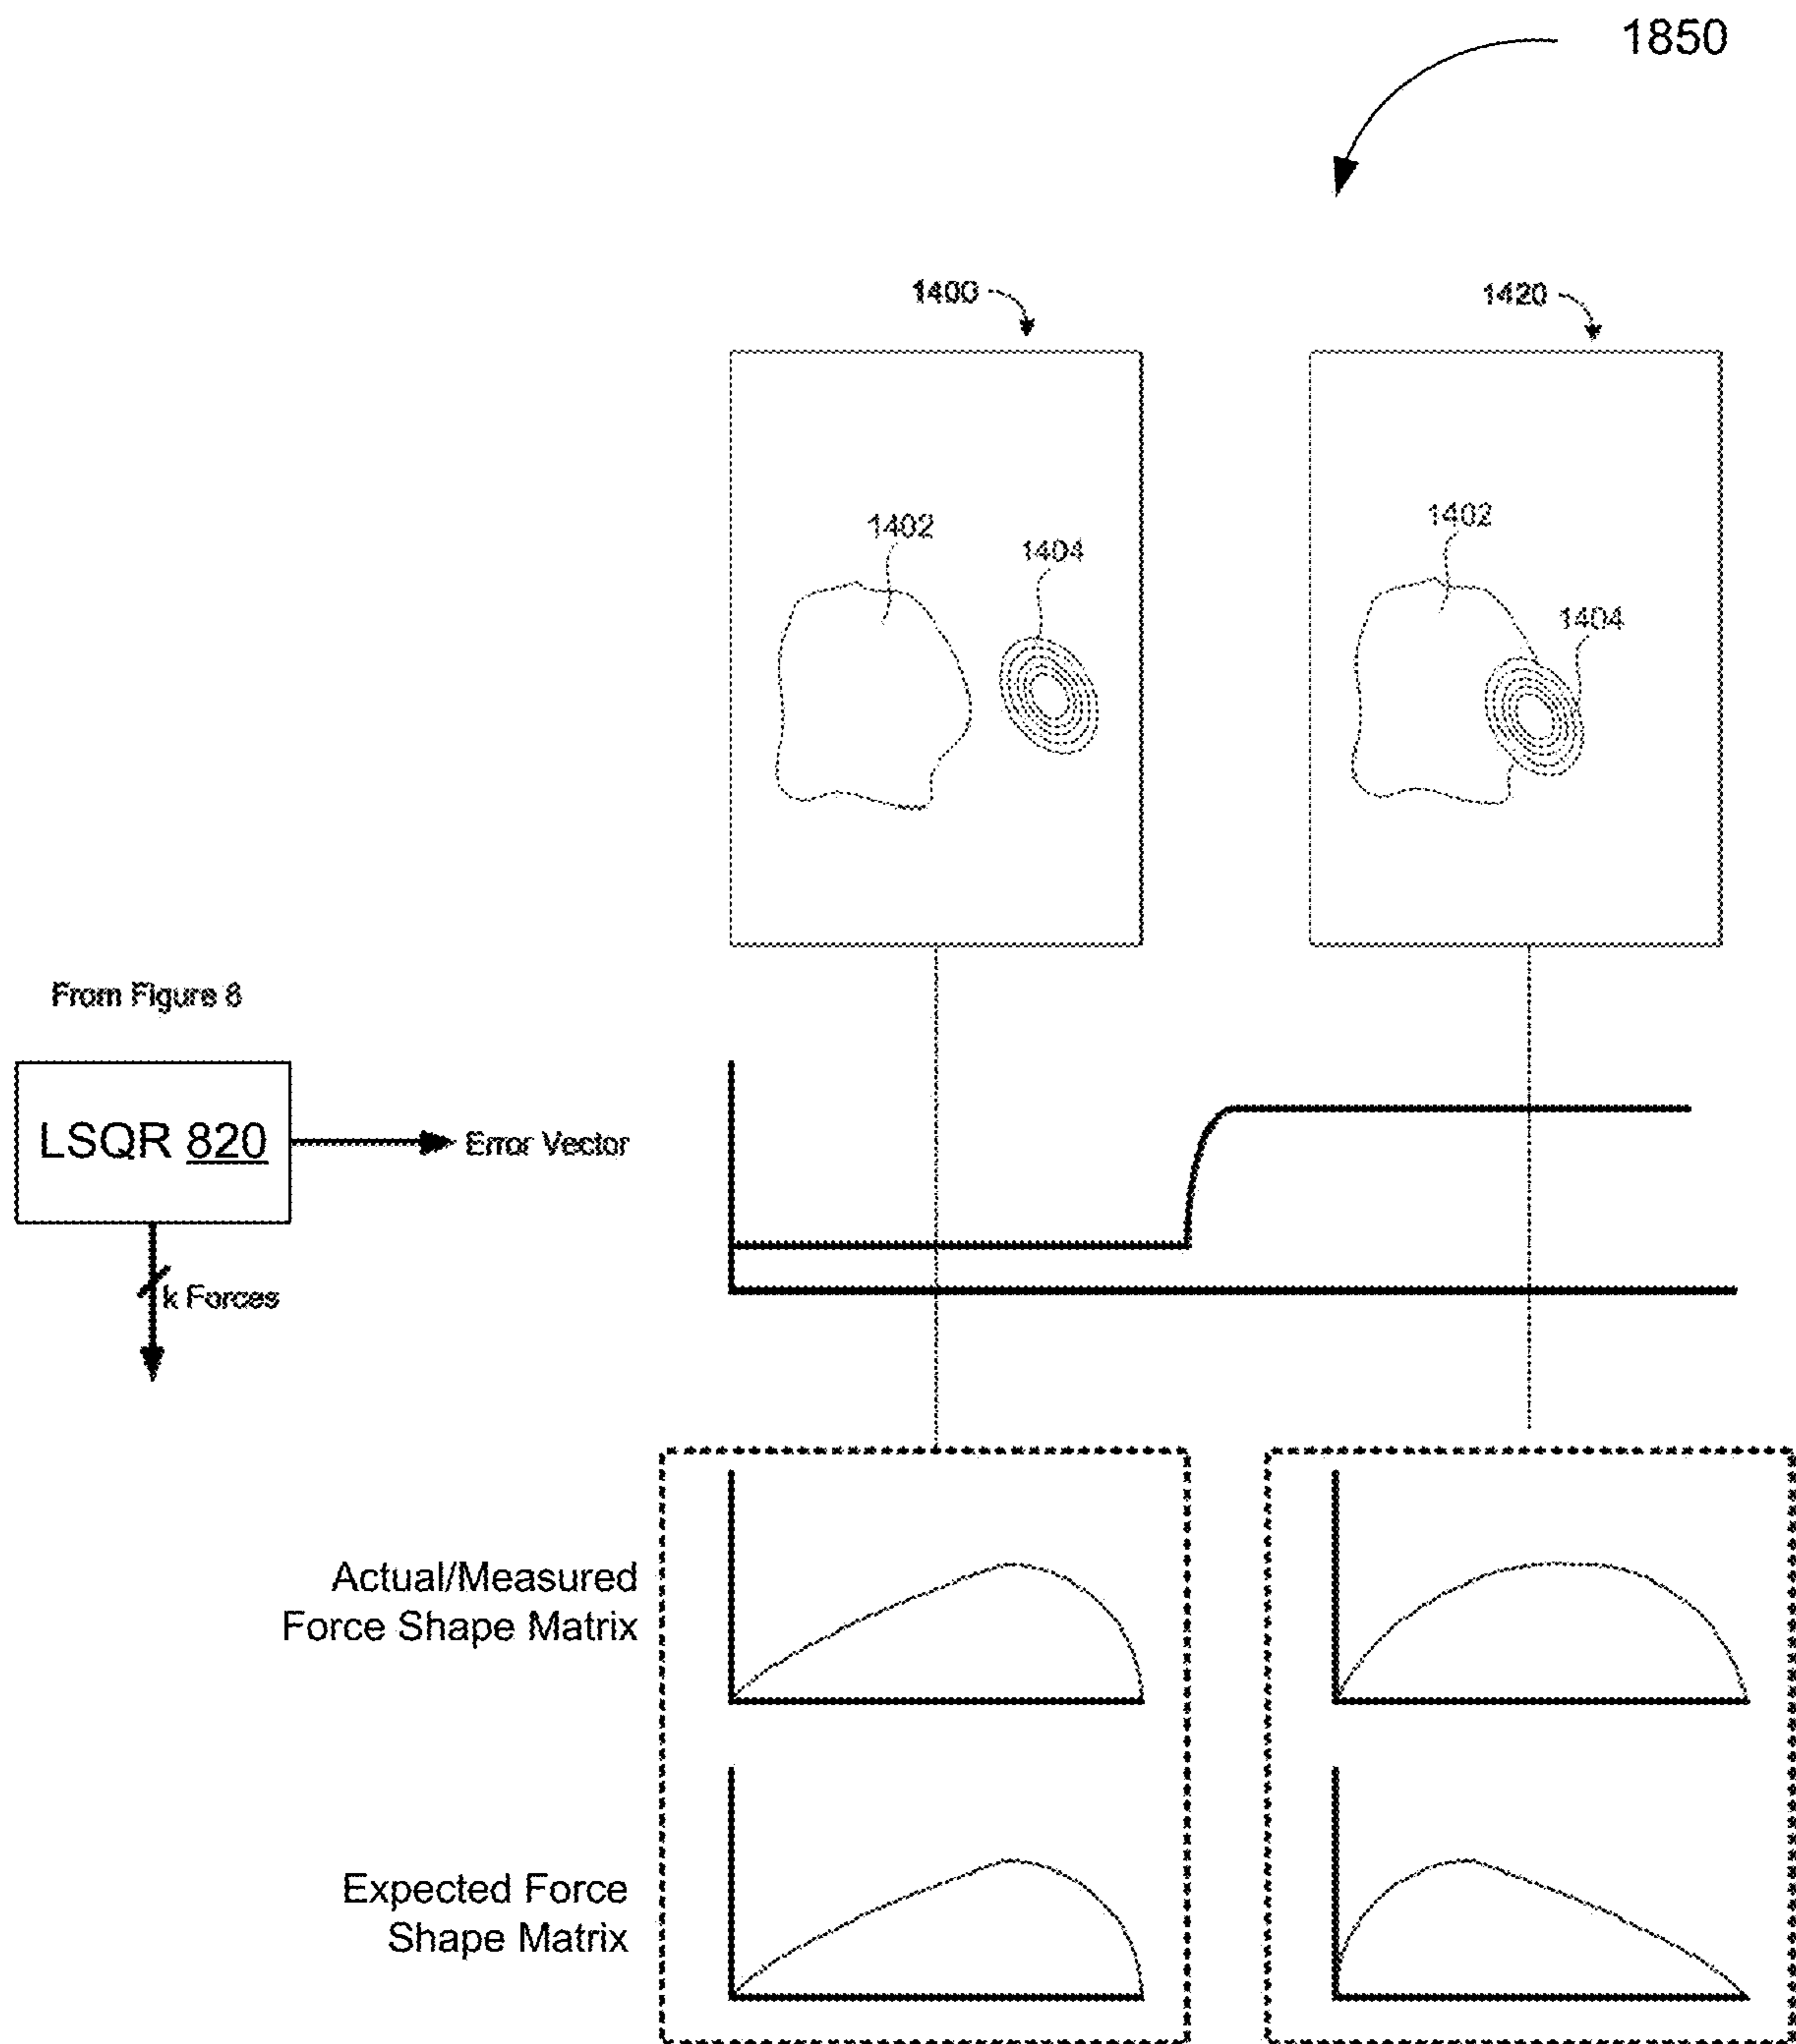 1850
1400
1420
1402
1404
1402
1404
From Figure 8
LSQR 820
Error Vector
k Forces
Actual/Measured
Force Shape Matrix
Expected Force
Shape Matrix